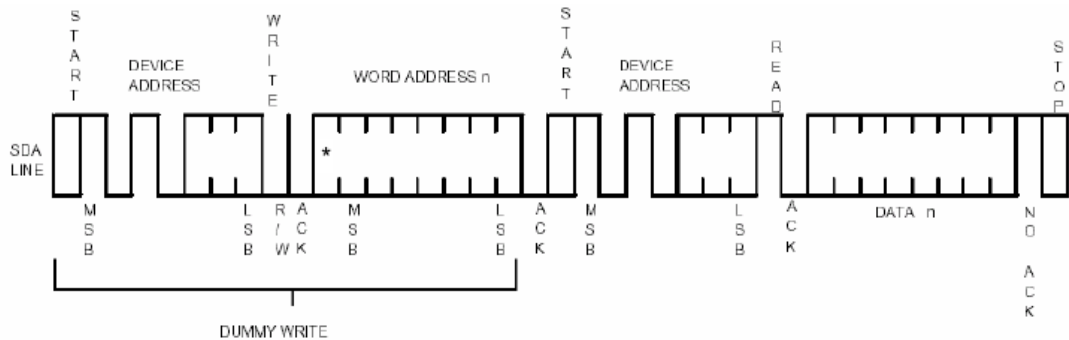 START
WRITE
START
READ
STOP
DEVICE
ADDRESS
WORD ADDRESS n
DEVICE
ADDRESS
SDA
LINE
*
MSB
LSB
R/W
ACK
MSB
LSB
ACK
MSB
LSB
ACK
DATA n
NO ACK
DUMMY WRITE